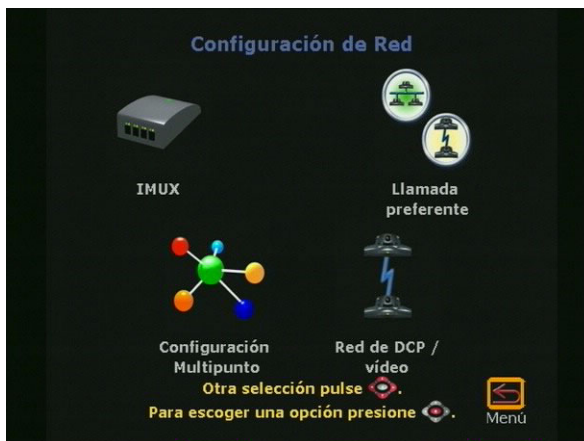 Configuración de Red
IMUX
Llamada
preferente
Configuración
Multipunto
Red de DCP /
vídeo
Otra selección pulse .
Para escoger una opción presione .
Menú